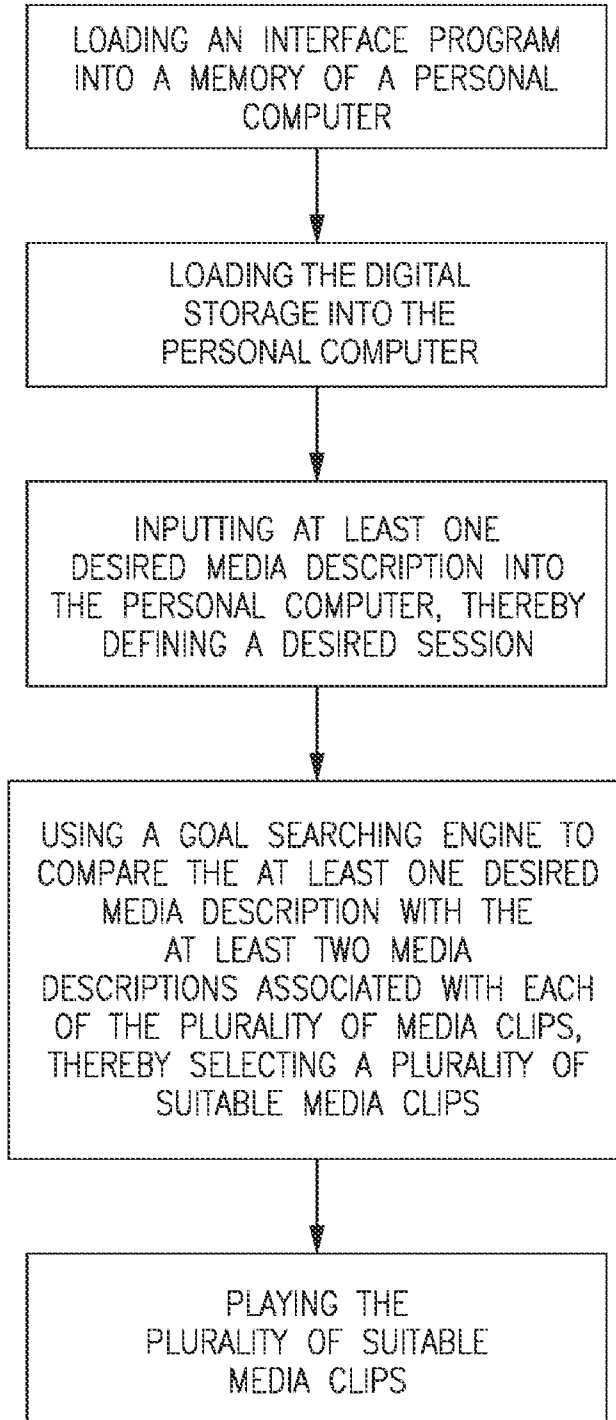 LOADING AN INTERFACE PROGRAM
INTO A MEMORY OF A PERSONAL
COMPUTER
LOADING THE DIGITAL
STORAGE INTO THE
PERSONAL COMPUTER
INPUTTING AT LEAST ONE
DESIRED MEDIA DESCRIPTION INTO
THE PERSONAL COMPUTER, THEREBY
DEFINING A DESIRED SESSION
USING A GOAL SEARCHING ENGINE TO
COMPARE THE AT LEAST ONE DESIRED
MEDIA DESCRIPTION WITH THE
AT LEAST TWO MEDIA
DESCRIPTIONS ASSOCIATED WITH EACH
OF THE PLURALITY OF MEDIA CLIPS,
THEREBY SELECTING A PLURALITY OF
SUITABLE MEDIA CLIPS
PLAYING THE
PLURALITY OF SUITABLE
MEDIA CLIPS